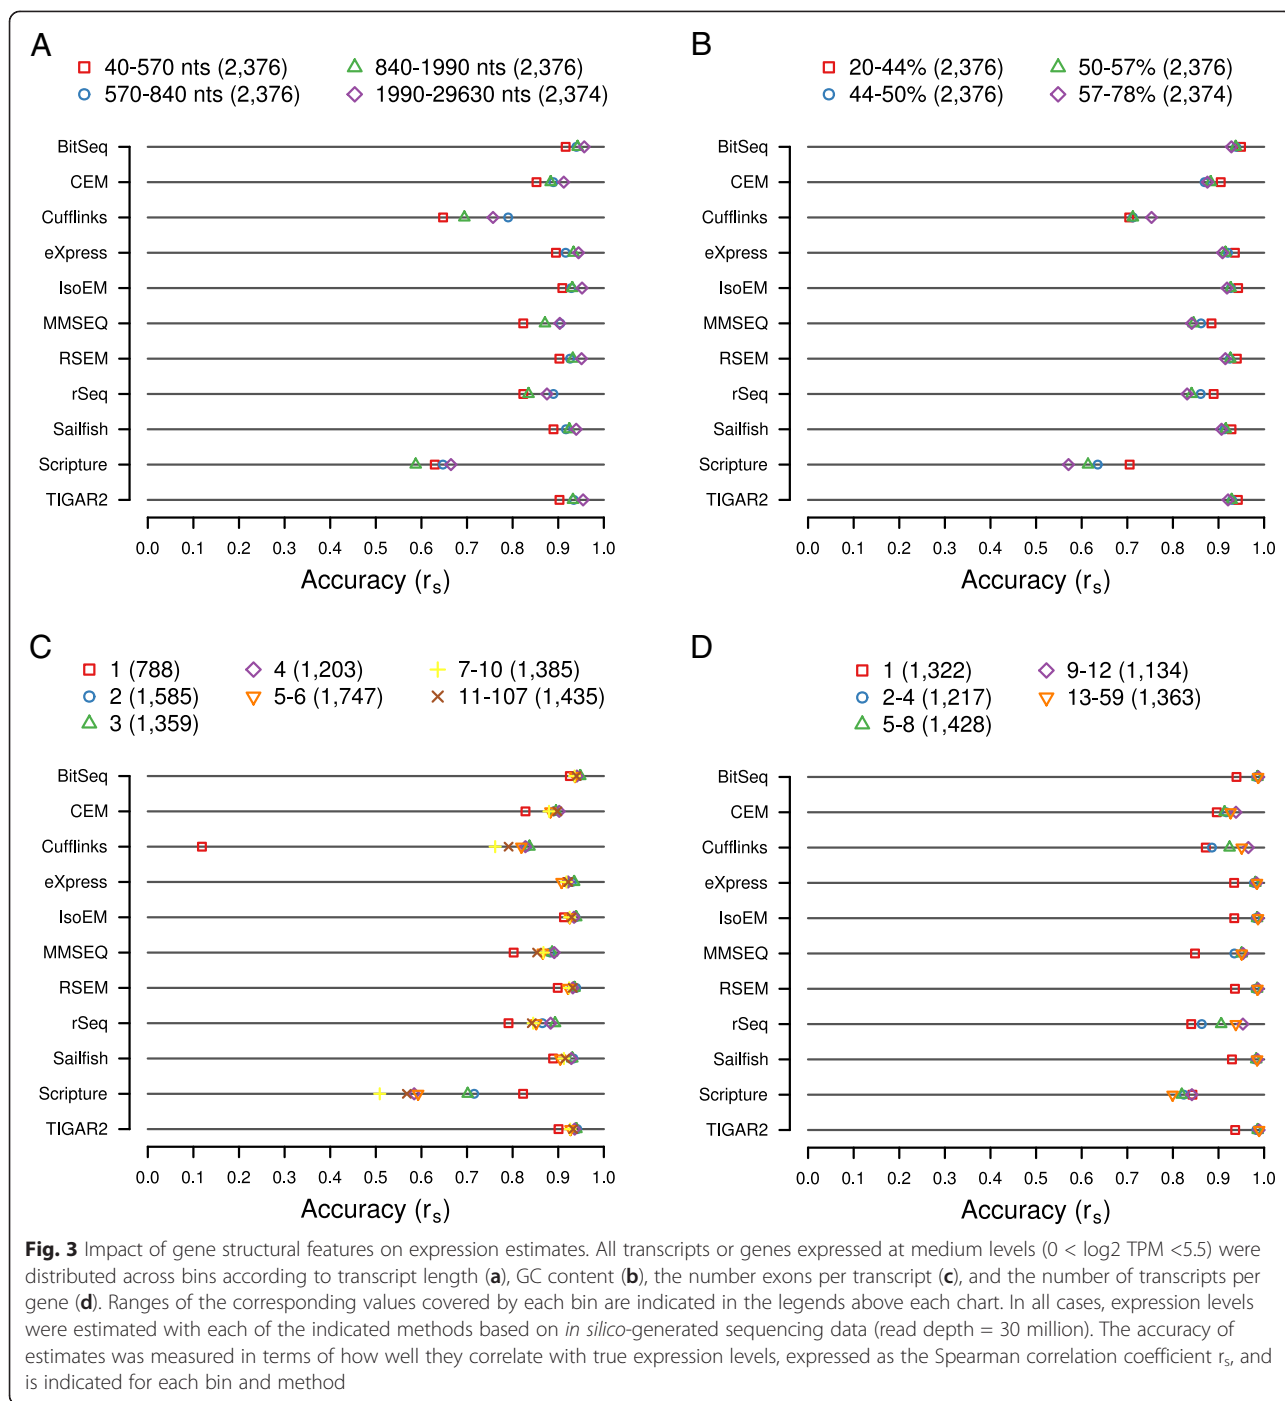 A
40-570 nts (2,376)
840-1990 nts (2,376)
570-840 nts (2,376)
1990-29630 nts (2,374)
BitSeq
CEM
Cufflinks
eXpress
IsoEM
MMSEQ
RSEM
rSeq
Sailfish
Scripture
TIGAR2
0.0 0.1 0.2 0.3 0.4 0.5 0.6 0.7 0.8 0.9 1.0
Accuracy (rs)
B
20-44% (2,376)
50-57% (2,376)
44-50% (2,376)
57-78% (2,374)
BitSeq
CEM
Cufflinks
eXpress
IsoEM
MMSEQ
RSEM
rSeq
Sailfish
Scripture
TIGAR2
0.0 0.1 0.2 0.3 0.4 0.5 0.6 0.7 0.8 0.9 1.0
Accuracy (rs)
C
1 (788)
4 (1,203)
7-10 (1,385)
2 (1,585)
5-6 (1,747)
11-107 (1,435)
3 (1,359)
BitSeq
CEM
Cufflinks
eXpress
IsoEM
MMSEQ
RSEM
rSeq
Sailfish
Scripture
TIGAR2
0.0 0.1 0.2 0.3 0.4 0.5 0.6 0.7 0.8 0.9 1.0
Accuracy (rs)
D
1 (1,322)
9-12 (1,134)
2-4 (1,217)
13-59 (1,363)
5-8 (1,428)
BitSeq
CEM
Cufflinks
eXpress
IsoEM
MMSEQ
RSEM
rSeq
Sailfish
Scripture
TIGAR2
0.0 0.1 0.2 0.3 0.4 0.5 0.6 0.7 0.8 0.9 1.0
Accuracy (rs)
Fig. 3 Impact of gene structural features on expression estimates. All transcripts or genes expressed at medium levels (0 < log2 TPM <5.5) were
distributed across bins according to transcript length (a), GC content (b), the number exons per transcript (c), and the number of transcripts per
gene (d). Ranges of the corresponding values covered by each bin are indicated in the legends above each chart. In all cases, expression levels
were estimated with each of the indicated methods based on in silico-generated sequencing data (read depth = 30 million). The accuracy of
estimates was measured in terms of how well they correlate with true expression levels, expressed as the Spearman correlation coefficient rs, and
is indicated for each bin and method